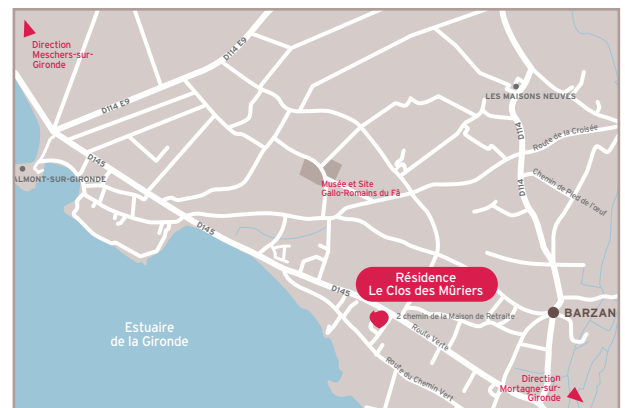 Direction
Meschers-sur-
Gironde
D114 E9
D114 E9
LES MAISONS NEUVES
D114
Route de la Croisée
D145
ALMONT-SUR-GIRONDE
Musée et Site
Gallo-Romains du Fâ
D114
Chemin de Pied de l'œuf
D145
Résidence
Le Clos des Mûriers
D145
2 chemin de la Maison de Retraite
BARZAN
Estuaire
de la Gironde
Route Verte
Route du Chemin Vert
Direction
Mortagne-sur-
Gironde